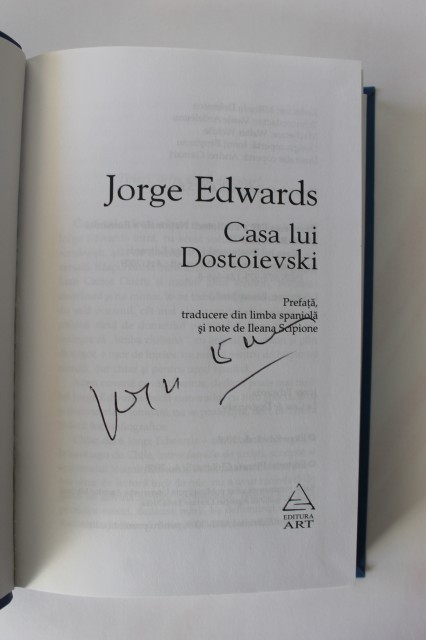 Jorge Edwards
Casa lui
Dostoievski
Prefață,
traducere din limba spaniolă
și note de Ileana Scipione
EDITURA
ART